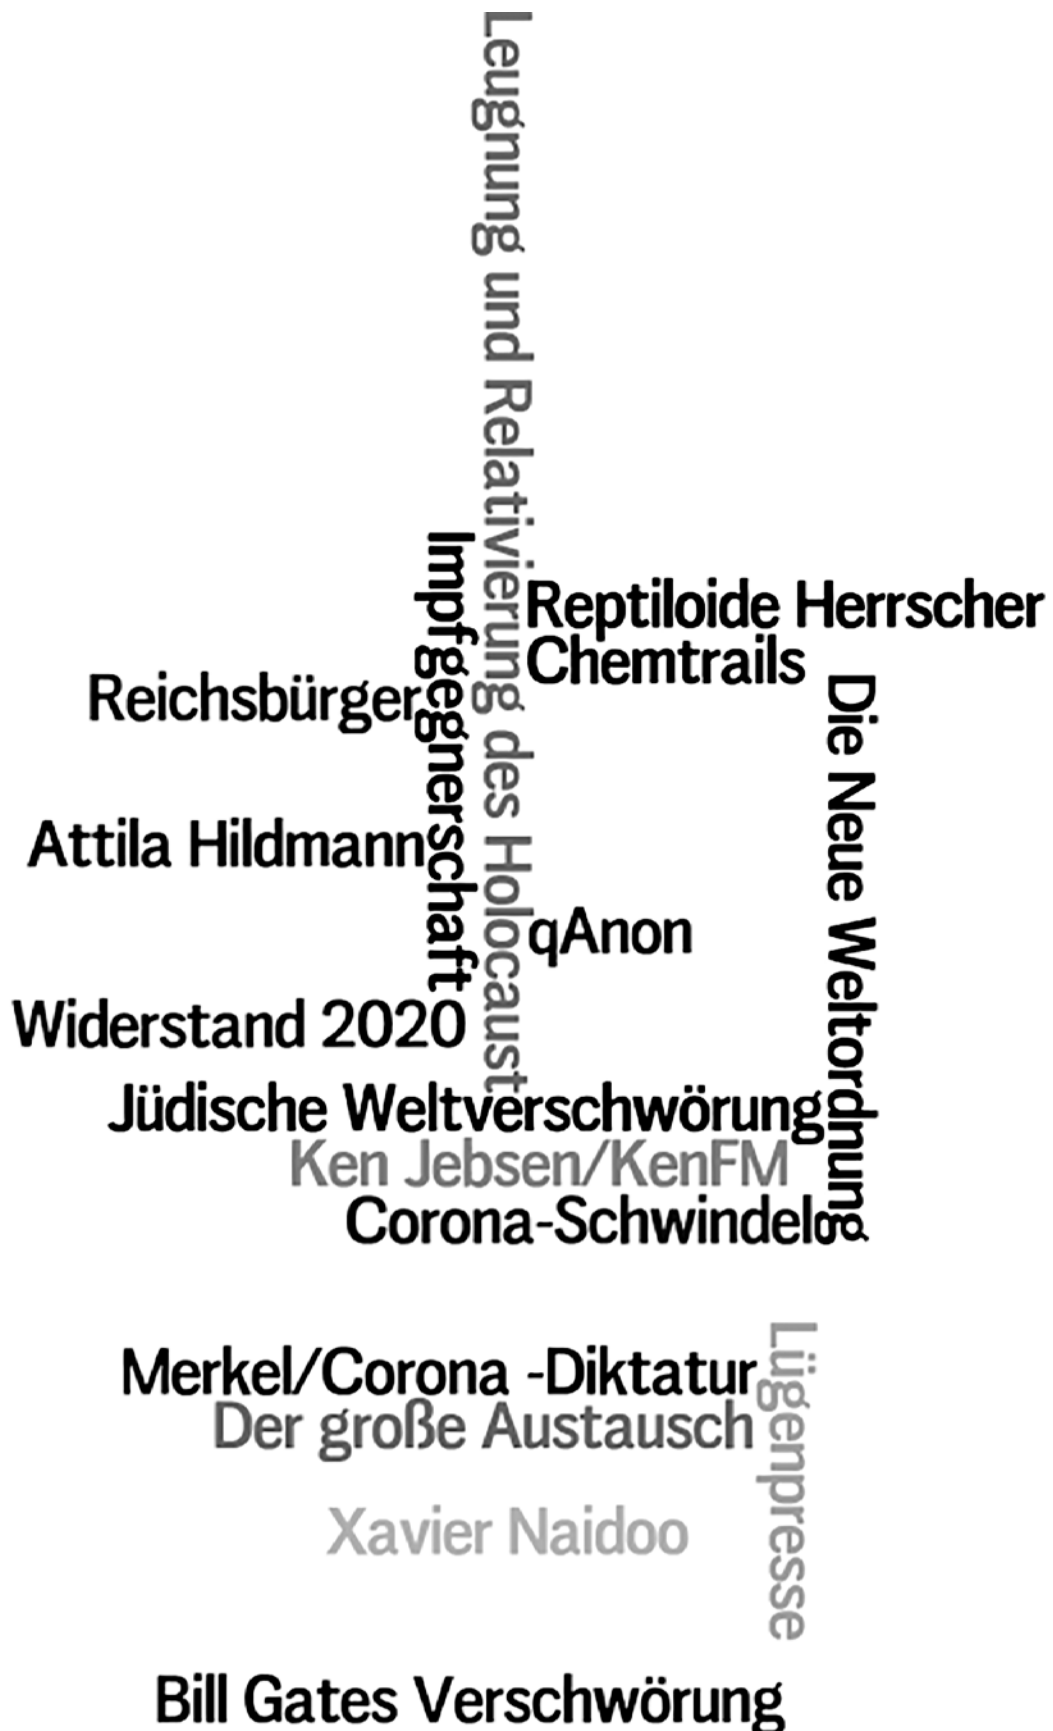 Leugnung und Relativierung des Holocaust
Impfgegnerschaft
Reptiloide Herrscher
Chemtrails
Reichsbürger
Die Neue Weltordnung
Attila Hildmann
qAnon
Widerstand 2020
Jüdische Weltverschwörung
Ken Jebsen/KenFM
Corona-Schwindel
Lügenpresse
Merkel/Corona -Diktatur
Der große Austausch
Xavier Naidoo
Bill Gates Verschwörung